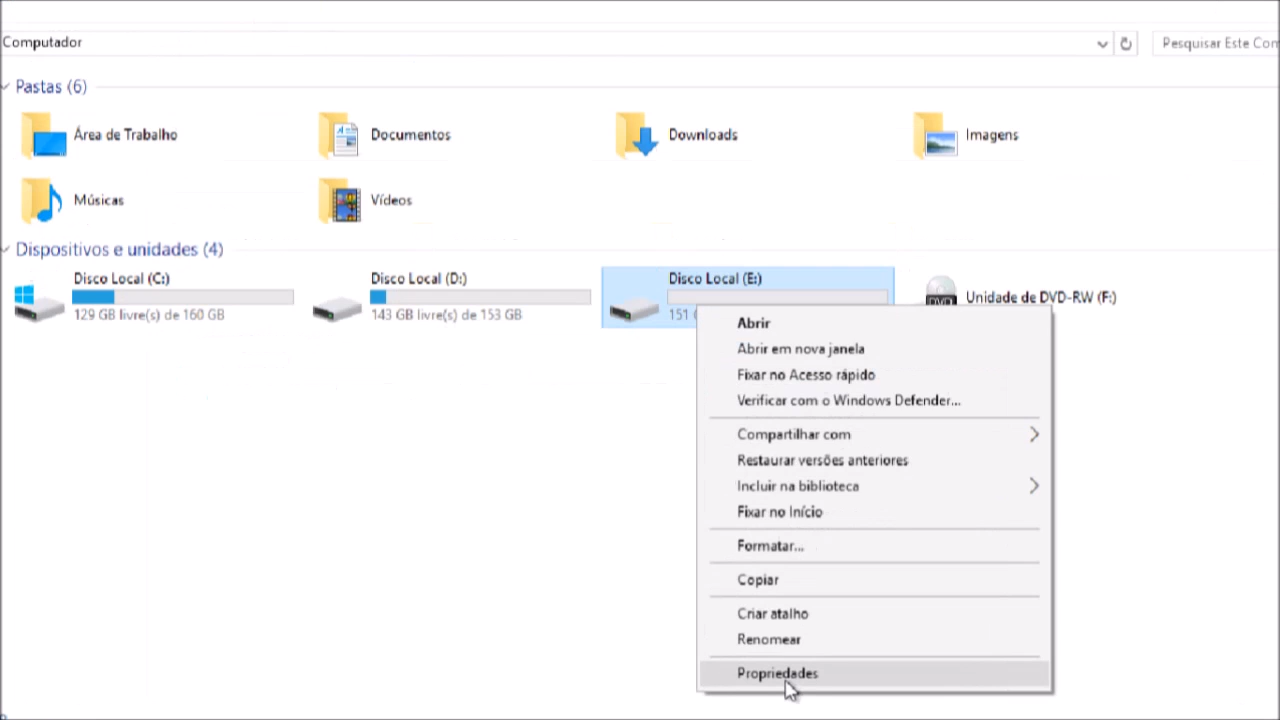 Computador
Pesquisar Este Con
Pastas (6)
Área de Trabalho
Documentos
Downloads
Imagens
Músicas
Vídeos
Dispositivos e unidades (4)
Disco Local (C:)
129 GB livre(s) de 160 GB
Disco Local (D:)
143 GB livre(s) de 153 GB
Disco Local (E:)
151
DVD
Unidade de DVD-RW (F:)
Abrir
Abrir em nova janela
Fixar no Acesso rápido
Verificar com o Windows Defender...
Compartilhar com
Restaurar versões anteriores
Incluir na biblioteca
Fixar no Início
Formatar...
Copiar
Criar atalho
Renomear
Propriedades